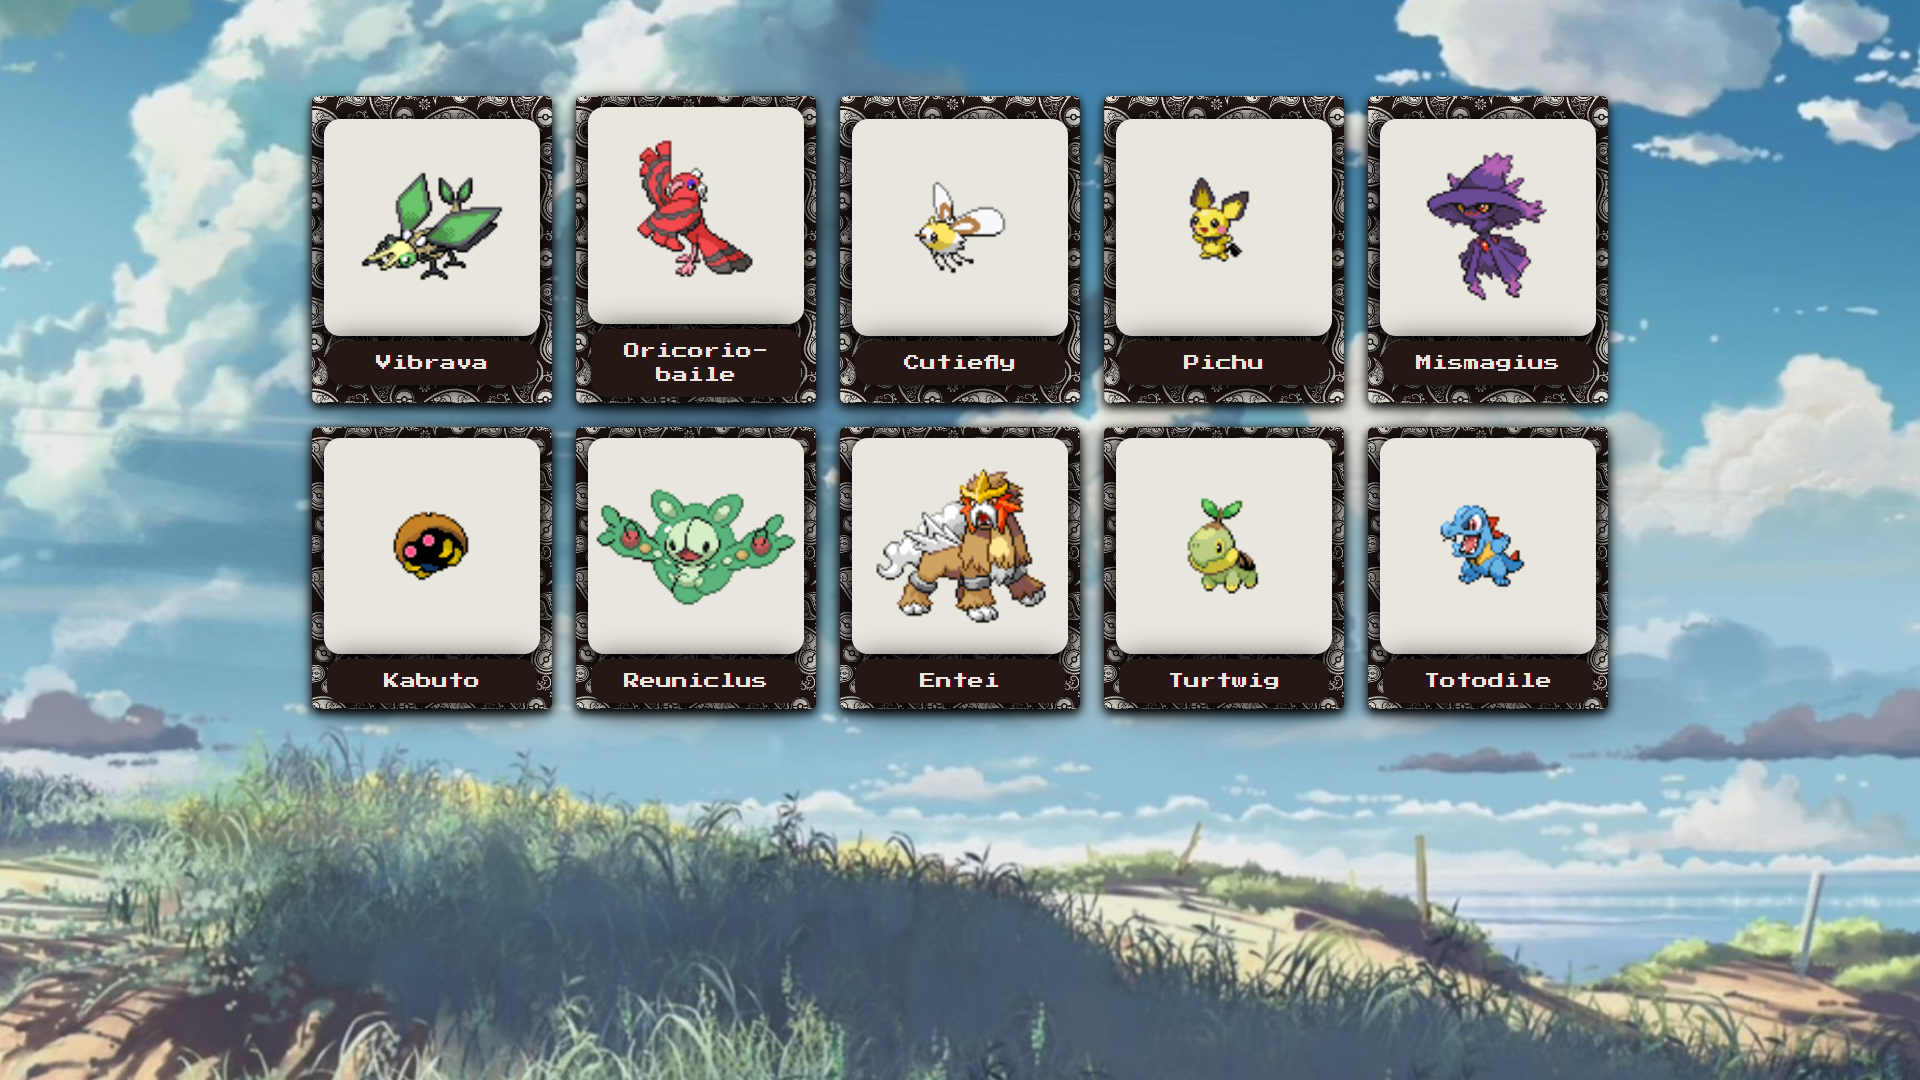 Vibrava
Oricorio-
baile
Cutiefly
Pichu
Mismagius
Kabuto
Reuniclus
Entei
Turtwig
Totodile